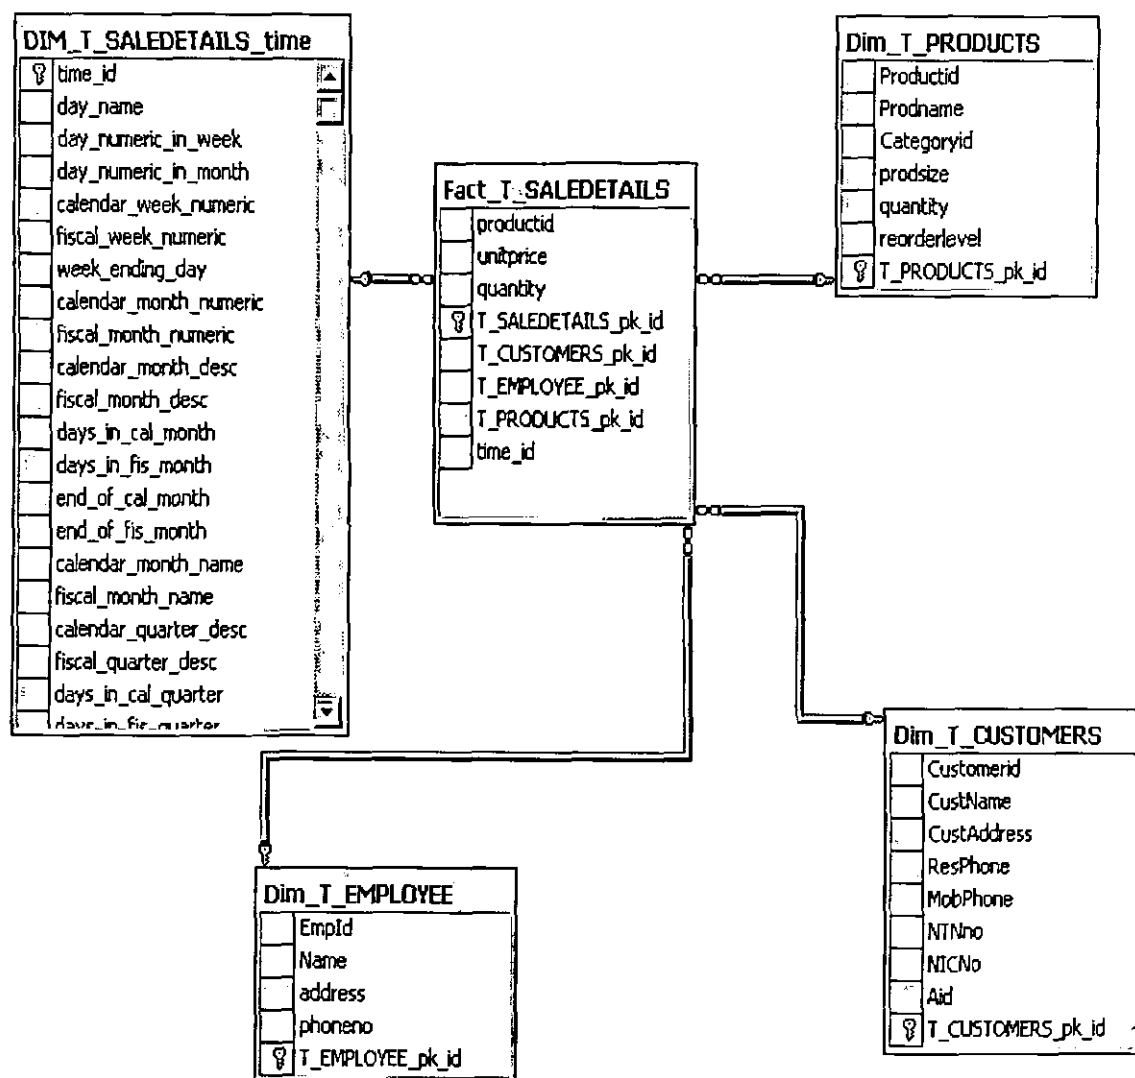 DIM_T_SALEDETAILS_time
time_id
day_name
day_numeric_in_week
day_numeric_in_month
calendar_week_numeric
fiscal_week_numeric
week_ending_day
calendar_month_numeric
fiscal_month_numeric
calendar_month_desc
fiscal_month_desc
days_in_cal_month
days_in_fis_month
end_of_cal_month
end_of_fis_month
calendar_month_name
fiscal_month_name
calendar_quarter_desc
fiscal_quarter_desc
days_in_cal_quarter
days_in_fis_quarter
Fact_T_SALEDETAILS
productid
unitprice
quantity
T_SALEDETAILS_pk_id
T_CUSTOMERS_pk_id
T_EMPLOYEE_pk_id
T_PRODUCTS_pk_id
time_id
Dim_T_PRODUCTS
Productid
Prodname
Categoryid
prodsize
quantity
reorderlevel
T_PRODUCTS_pk_id
Dim_T_EMPLOYEE
EmpId
Name
address
phoneno
T_EMPLOYEE_pk_id
Dim_T_CUSTOMERS
Customerid
CustName
CustAddress
ResPhone
MobPhone
NTNno
NICNo
Aid
T_CUSTOMERS_pk_id